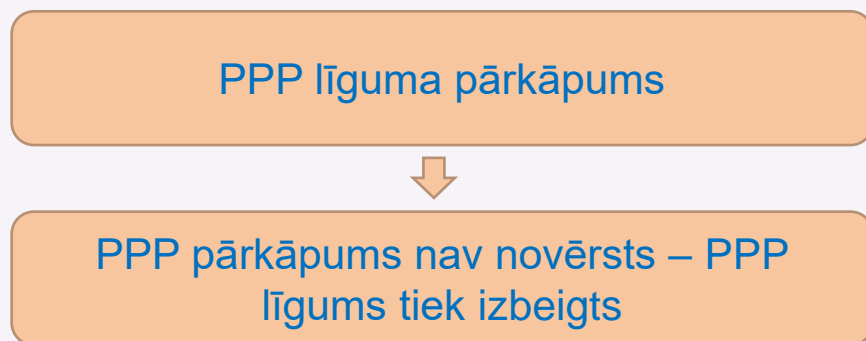 PPP līguma pārkāpums
PPP pārkāpums nav novērsts – PPP
līgums tiek izbeigts